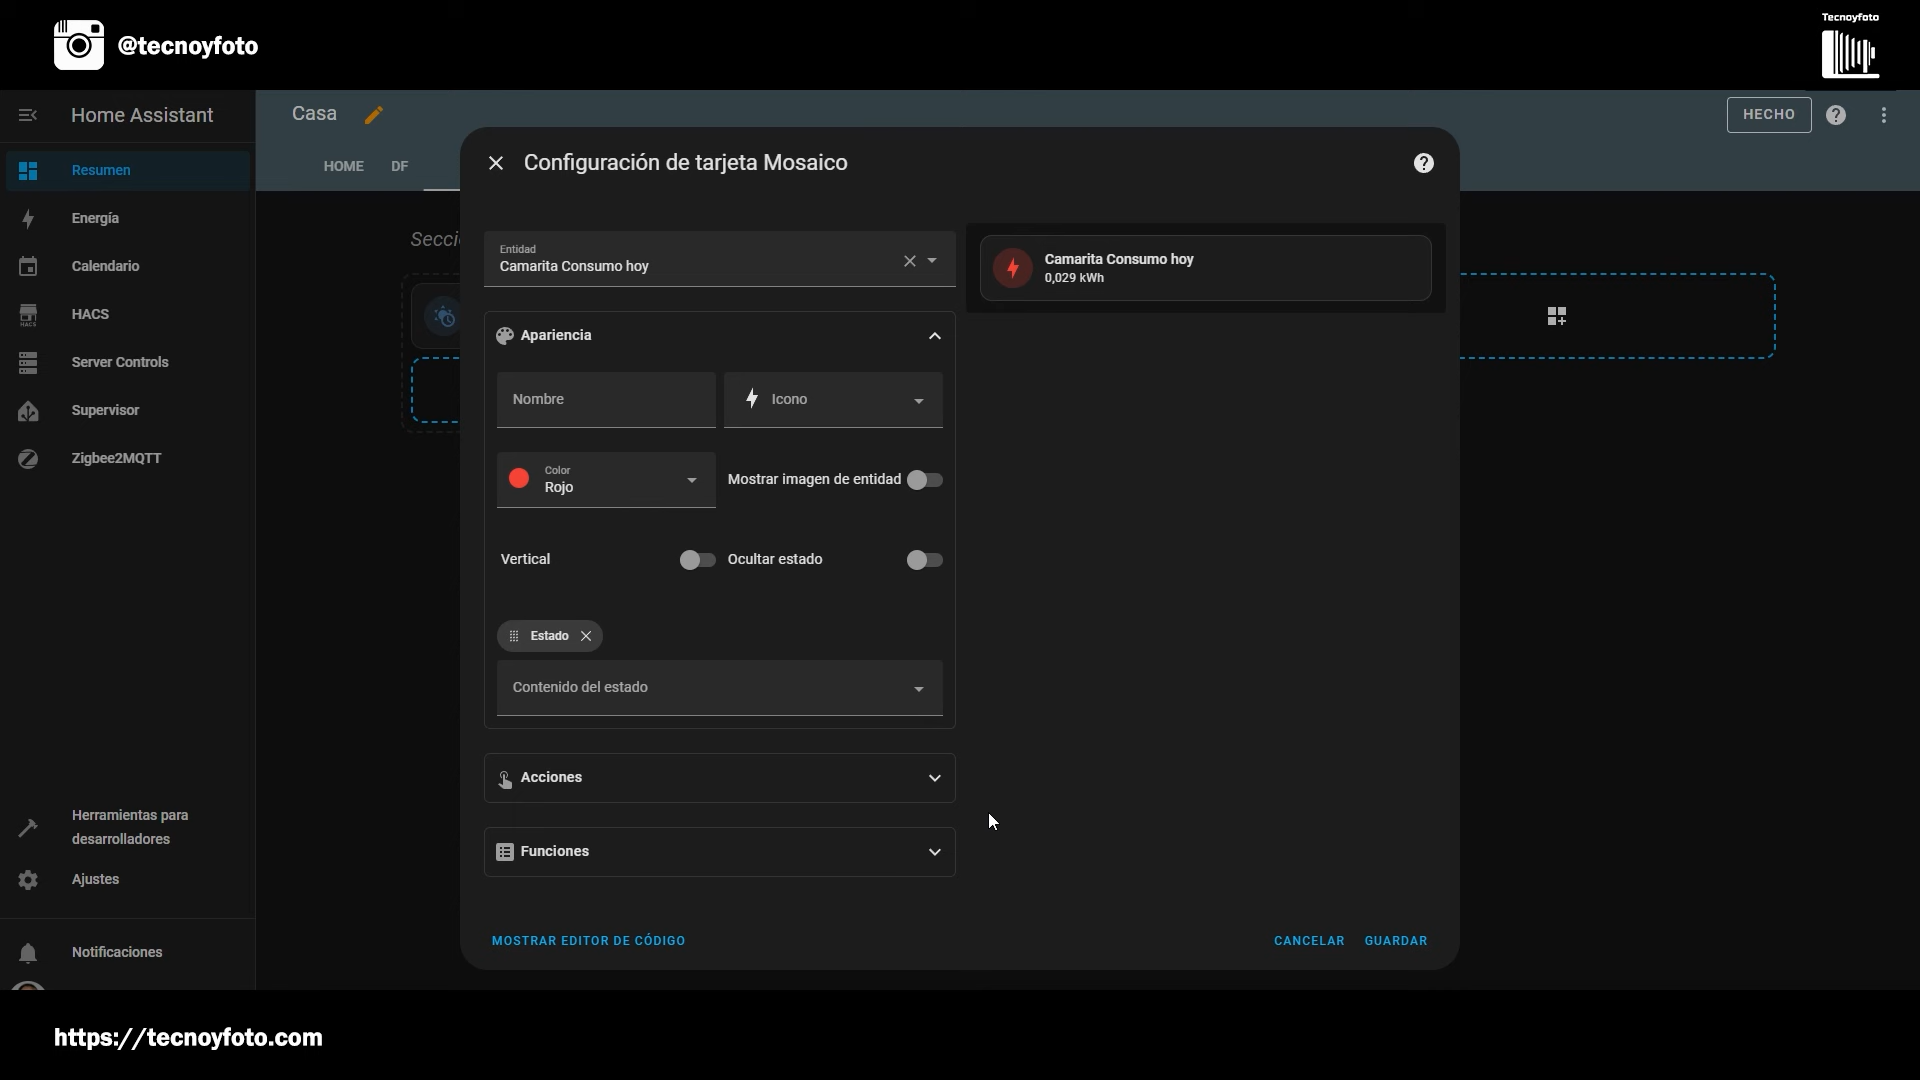 @tecnoyfoto
Tecnoyfoto
Home Assistant
Casa
HECHO
HOME
DF
Configuración de tarjeta Mosaico
Resumen
Energía
Calendario
HACS
HACS
Server Controls
Supervisor
Zigbee2MQTT
Herramientas para
desarrolladores
Ajustes
Notificaciones
Secci
Entidad
Camarita Consumo hoy
Apariencia
Nombre
Icono
Color
Rojo
Mostrar imagen de entidad
Vertical
Ocultar estado
Estado
Contenido del estado
Acciones
Funciones
Camarita Consumo hoy
0,029 kWh
MOSTRAR EDITOR DE CÓDIGO
CANCELAR
GUARDAR
https://tecnoyfoto.com